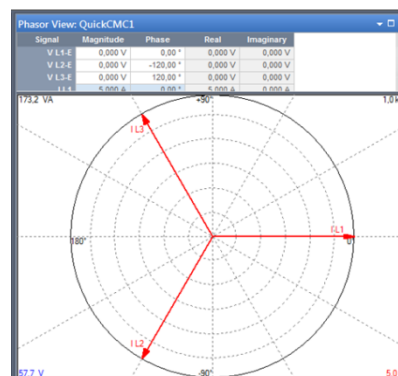 Phasor View: QuickCMC1
Signal Magnitude Phase Real Imaginary
V L1-E 0,000 V 0,00 ° 0,000 V 0,000 V
V L2-E 0,000 V -120,00 ° 0,000 V 0,000 V
V L3-E 0,000 V 120,00 ° 0,000 V 0,000 V
I L1 5,000 A 0,00 ° 5,000 A 0,000 A
173,2 VA +90° 1,0
I L3
180° I L1 0°
I L2
57,7 V -90° 5,0